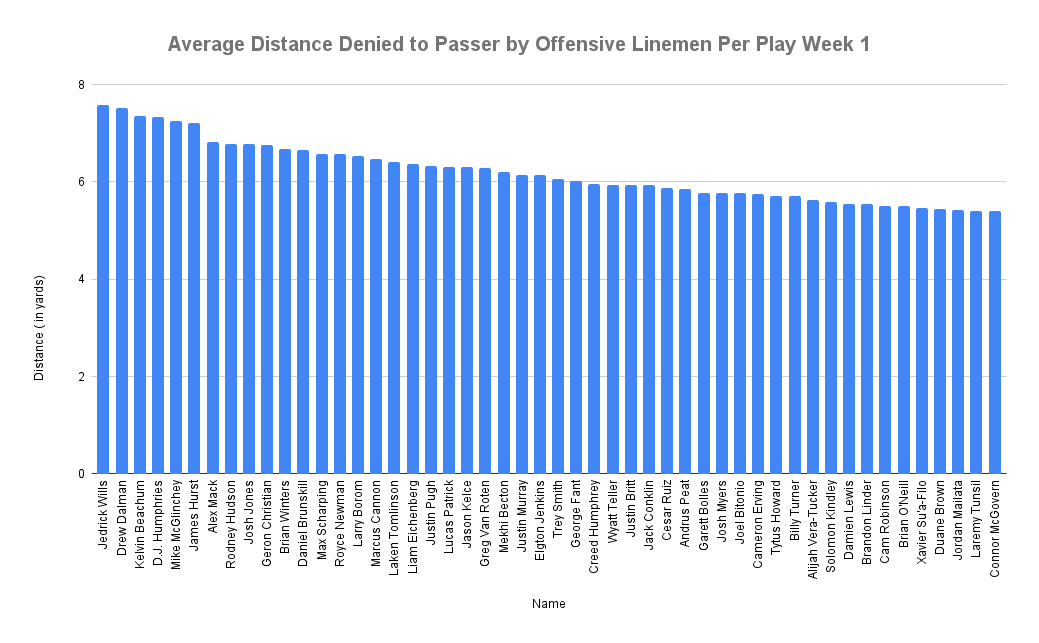 Average Distance Denied to Passer by Offensive Linemen Per Play Week 1
8
6
4
2
0
Distance ( in yards)
Jedrick Wills
Drew Dalman
Kelvin Beachum
D.J. Humphries
Mike McGlinchey
James Hurst
Alex Mack
Rodney Hudson
Josh Jones
Geron Christian
Brian Winters
Daniel Brunskill
Max Scharping
Royce Newman
Larry Borom
Marcus Cannon
Laken Tomlinson
Liam Eichenberg
Justin Pugh
Lucas Patrick
Jason Kelce
Greg Van Roten
Mekhi Becton
Justin Murray
Elgton Jenkins
Trey Smith
George Fant
Creed Humphrey
Wyatt Teller
Justin Britt
Jack Conklin
Cesar Ruiz
Andrus Peat
Garett Bolles
Josh Myers
Joel Bitonio
Cameron Erving
Tytus Howard
Billy Turner
Alijah Vera-Tucker
Solomon Kindley
Damien Lewis
Brandon Linder
Cam Robinson
Brian O'Neill
Xavier Su'a-Filo
Duane Brown
Jordan Mailata
Laremy Tunsil
Connor McGovern
Name